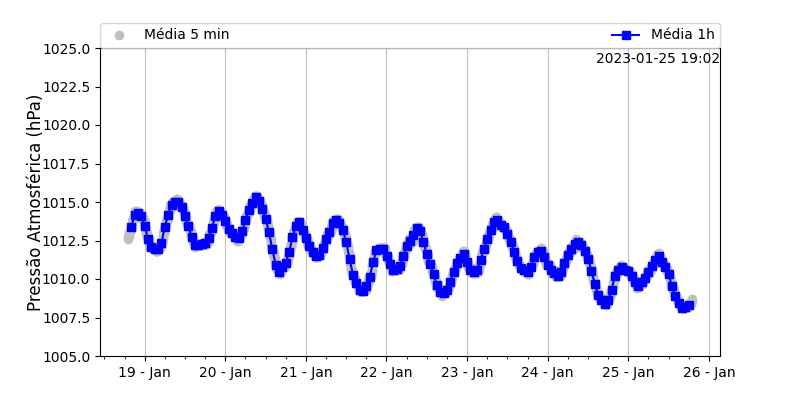 Média 5 min
Média 1h
2023-01-25 19:02
Pressão Atmosférica (hPa)
1025.0
1022.5
1020.0
1017.5
1015.0
1012.5
1010.0
1007.5
1005.0
19 - Jan
20 - Jan
21 - Jan
22 - Jan
23 - Jan
24 - Jan
25 - Jan
26 - Jan